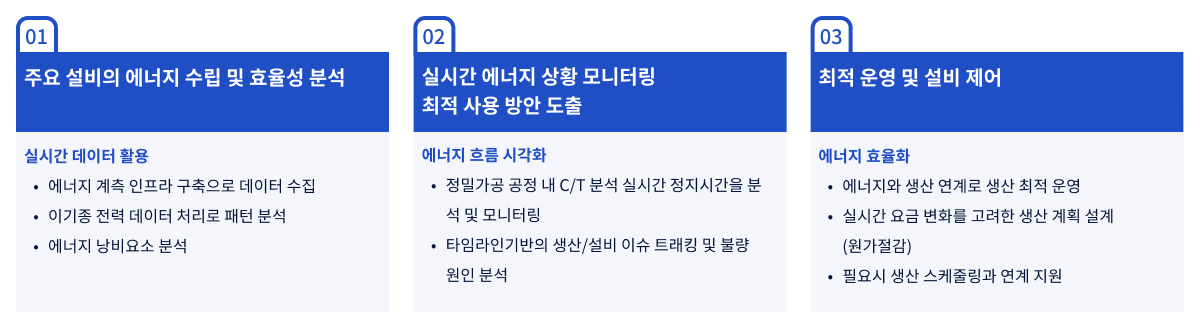 01
주요 설비의 에너지 수립 및 효율성 분석
실시간 데이터 활용
• 에너지 계측 인프라 구축으로 데이터 수집
• 이기종 전력 데이터 처리로 패턴 분석
• 에너지 낭비요소 분석
02
실시간 에너지 상황 모니터링
최적 사용 방안 도출
에너지 흐름 시각화
• 정밀가공 공정 내 C/T 분석 실시간 정지시간을 분
석 및 모니터링
• 타임라인기반의 생산/설비 이슈 트래킹 및 불량
원인 분석
03
최적 운영 및 설비 제어
에너지 효율화
• 에너지와 생산 연계로 생산 최적 운영
• 실시간 요금 변화를 고려한 생산 계획 설계
(원가절감)
• 필요시 생산 스케줄링과 연계 지원